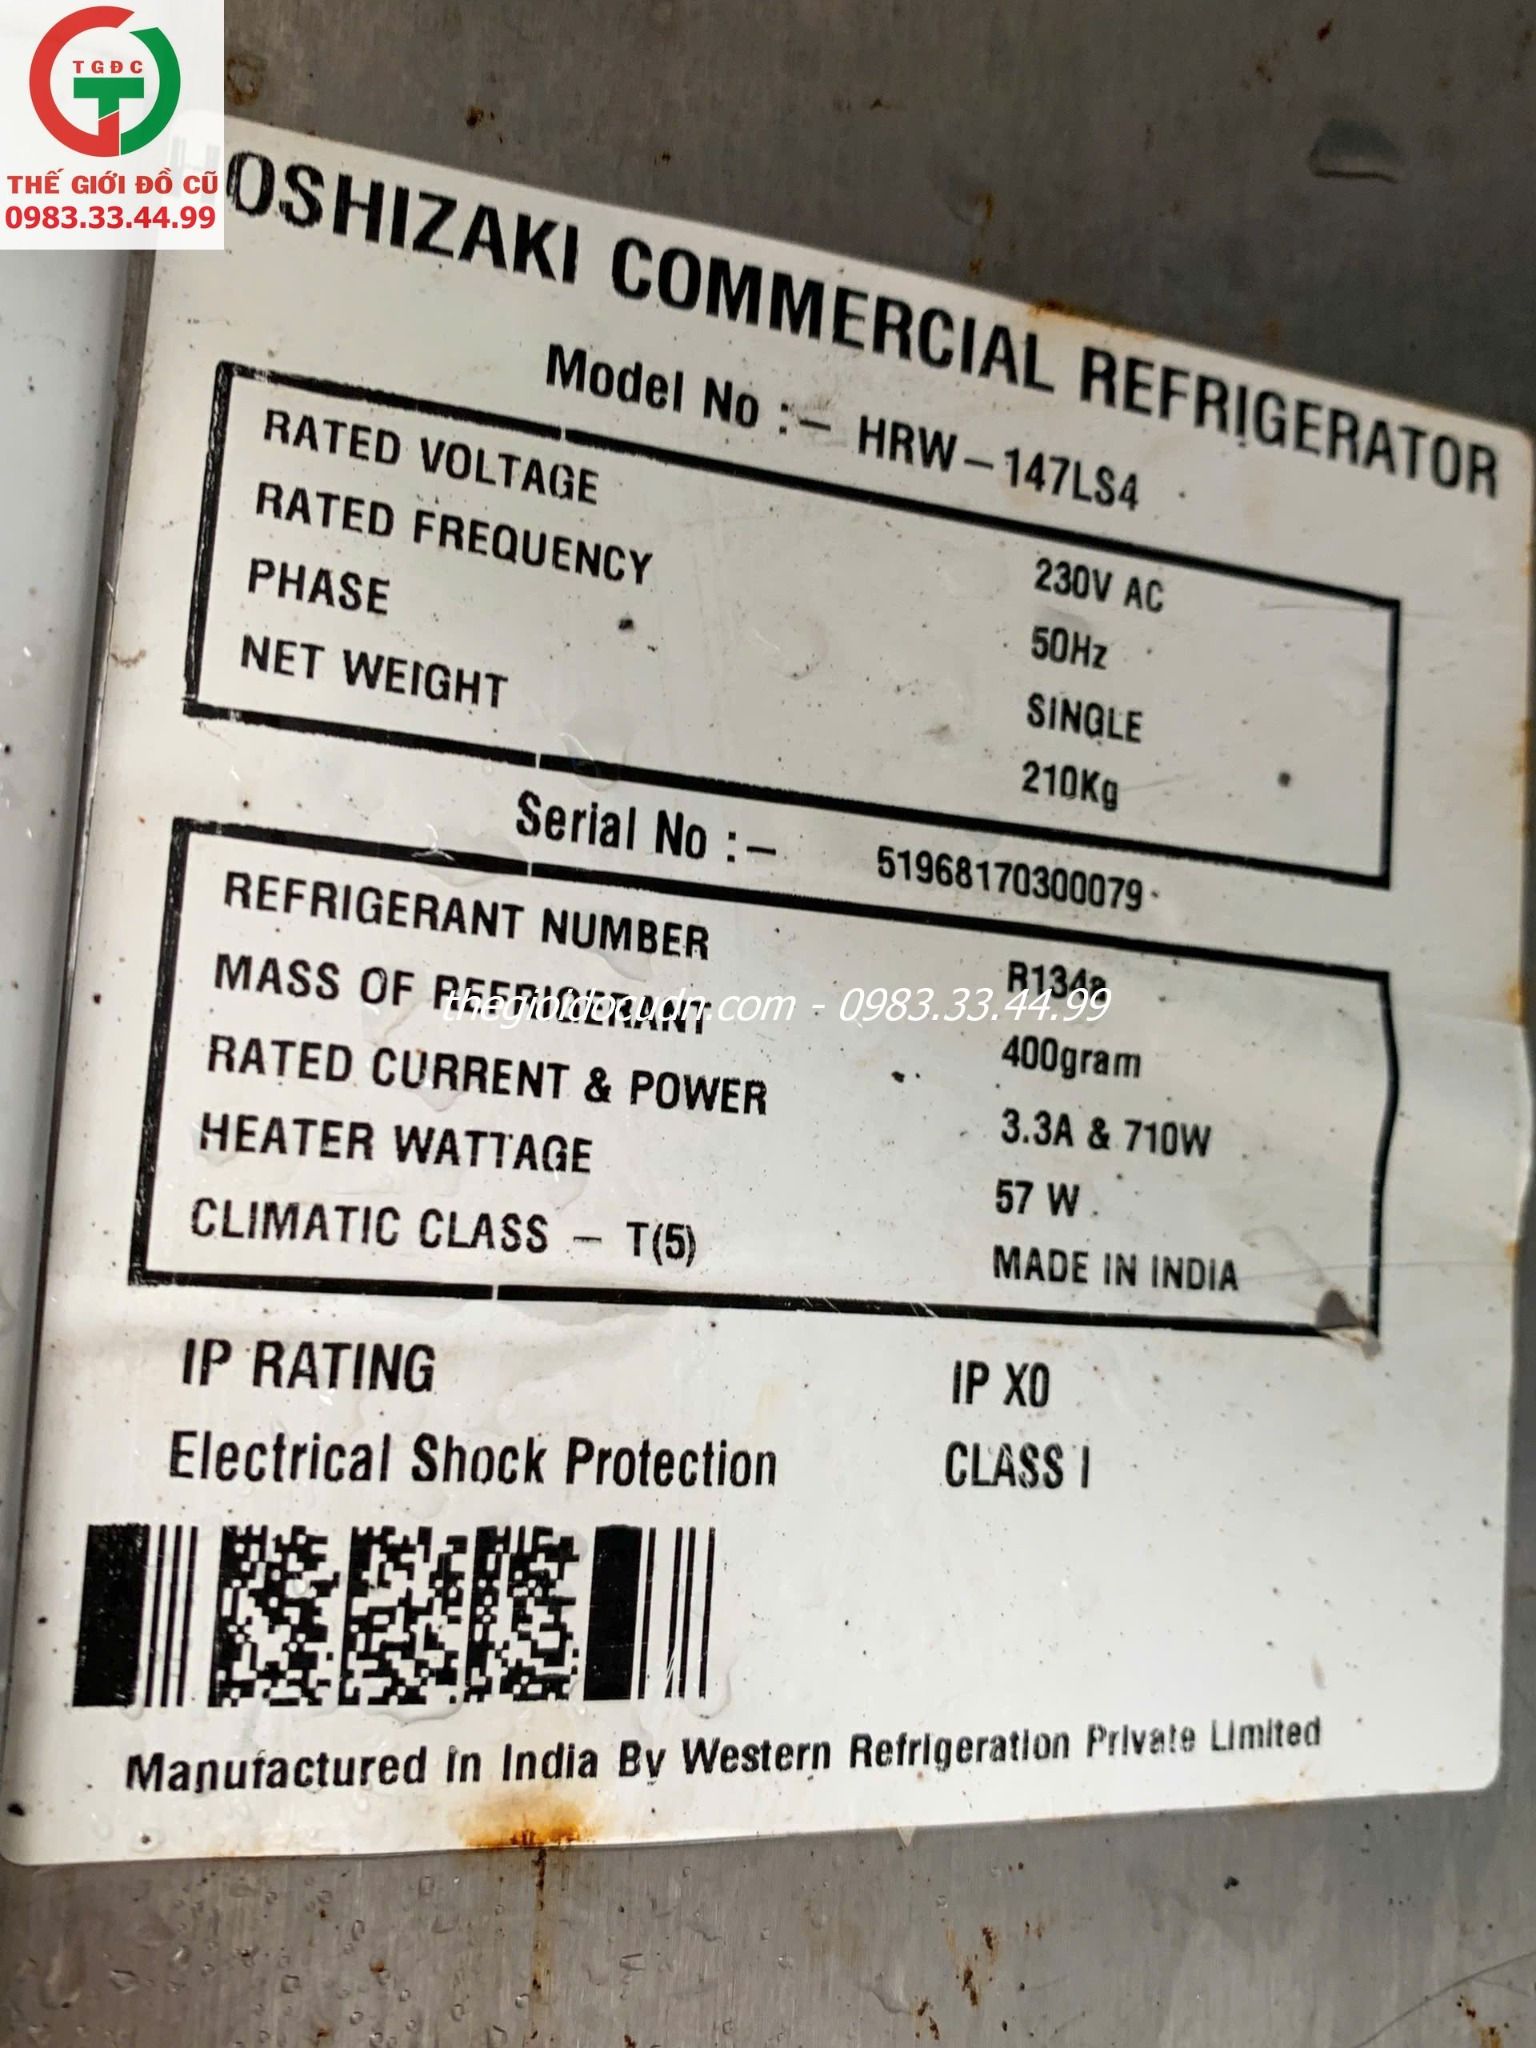 TGĐC
THẾ GIỚI ĐỒ CŨ
0983.33.44.99
HOSHIZAKI COMMERCIAL REFRIGERATOR
Model No :- HRW-147LS4
RATED VOLTAGE 230V AC
RATED FREQUENCY 50Hz
PHASE SINGLE
NET WEIGHT 210Kg
Serial No :- 51968170300079
REFRIGERANT NUMBER R134a
thegioidocudn.com - 0983.33.44.99
MASS OF REFRIGERANT 400gram
RATED CURRENT & POWER 3.3A & 710W
HEATER WATTAGE 57 W
CLIMATIC CLASS - T(5) MADE IN INDIA
IP RATING IP X0
Electrical Shock Protection CLASS I
Manufactured in India By Western Refrigeration Private Limited